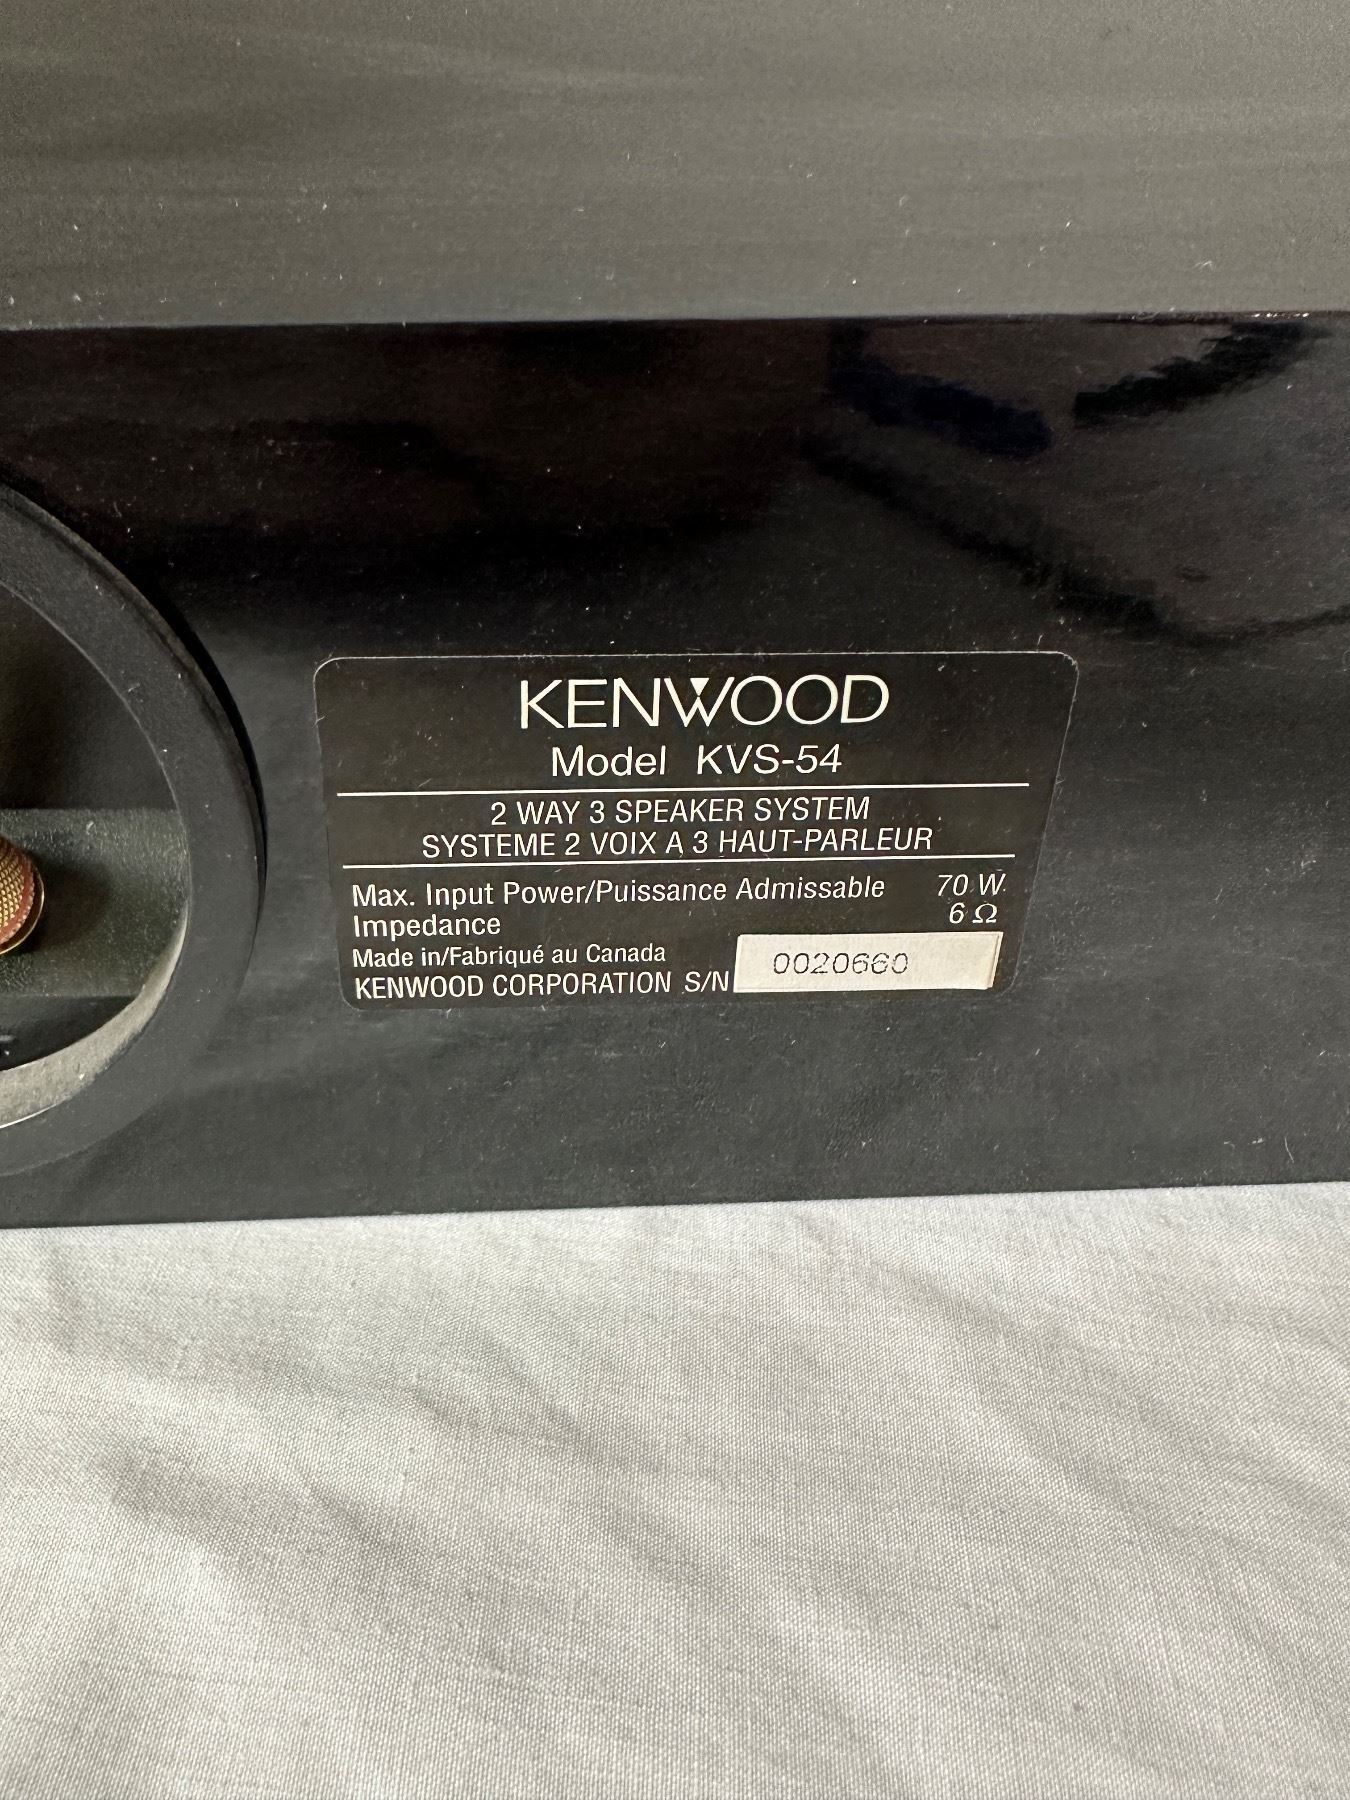 KENWOOD
Model KVS-54
2 WAY 3 SPEAKER SYSTEM
SYSTEME 2 VOIX A 3 HAUT-PARLEUR
Max. Input Power/Puissance Admissable 70 W
Impedance 6 Ω
Made in/Fabriqué au Canada
KENWOOD CORPORATION S/N 0020660